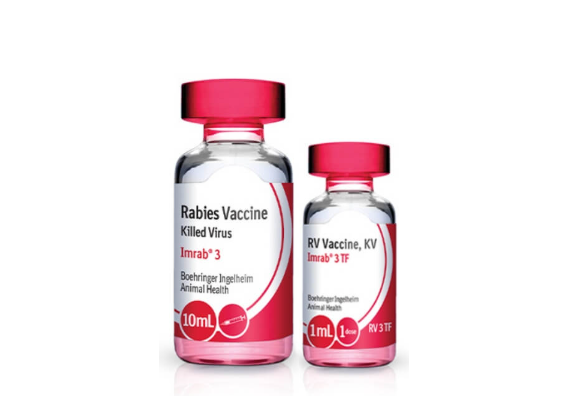 Rabies Vaccine
Killed Virus
Imrab® 3
Boehringer Ingelheim
Animal Health
10mL
RV Vaccine, KV
Imrab® 3 TF
Boehringer Ingelheim
Animal Health
1 mL
1 dose
RV 3 TF